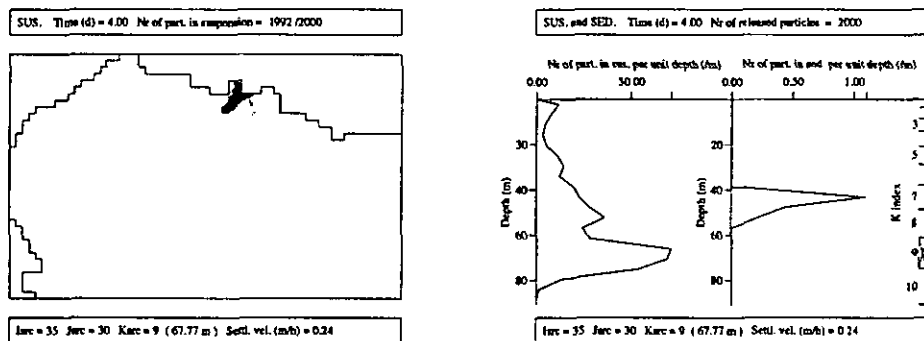 SUS. Time (d) = 4.00 Nr of part. in suspension = 1992 /2000
Isrc = 35 Jsrc = 30 Ksrc = 9 ( 67.77 m ) Settl. vel. (m/h) = 0.24
SUS. and SED. Time (d) = 4.00 Nr of released particles = 2000
Nr of part. in sus. per unit depth (/m)
Nr of part. in sed per unit depth (/m)
0.00 30.00
0.00 0.50 1.00
Depth (m)
20
40
60
80
Depth (m)
20
40
60
80
K index
3
5
7
8
9
10
Isrc = 35 Jsrc = 30 Ksrc = 9 ( 67.77 m ) Settl. vel. (m/h) = 0.24